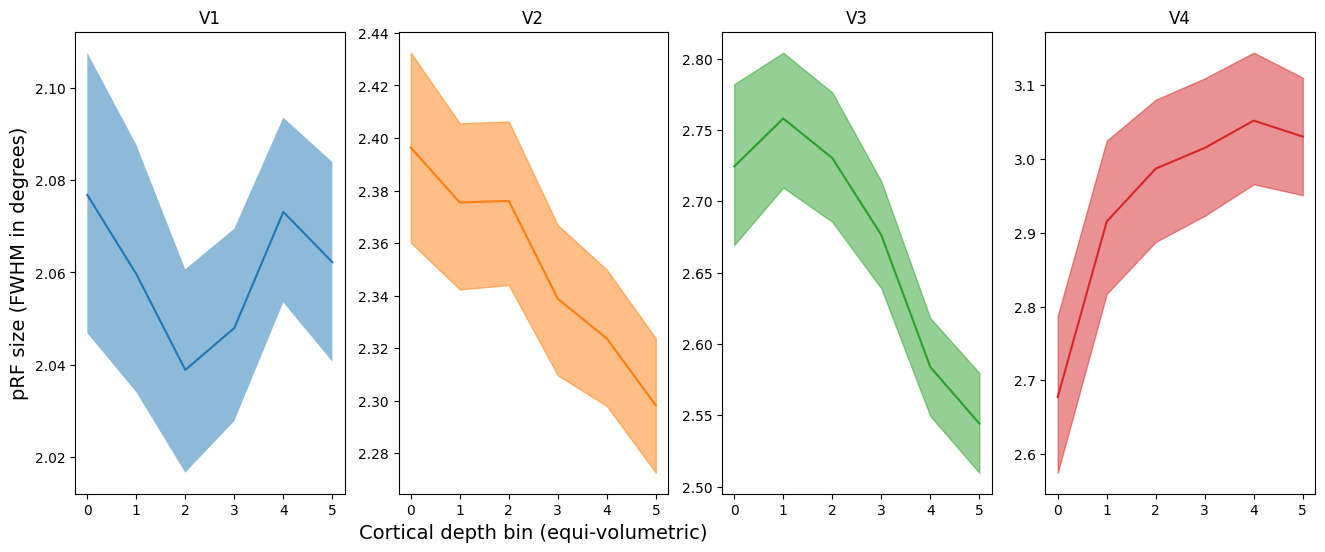 V1
V2
V3
V4
pRF size (FWHM in degrees)
2.10
2.08
2.06
2.04
2.02
0 1 2 3 4 5
2.44
2.42
2.40
2.38
2.36
2.34
2.32
2.30
2.28
0 1 2 3 4 5
2.80
2.75
2.70
2.65
2.60
2.55
2.50
0 1 2 3 4 5
3.1
3.0
2.9
2.8
2.7
2.6
0 1 2 3 4 5
Cortical depth bin (equi-volumetric)